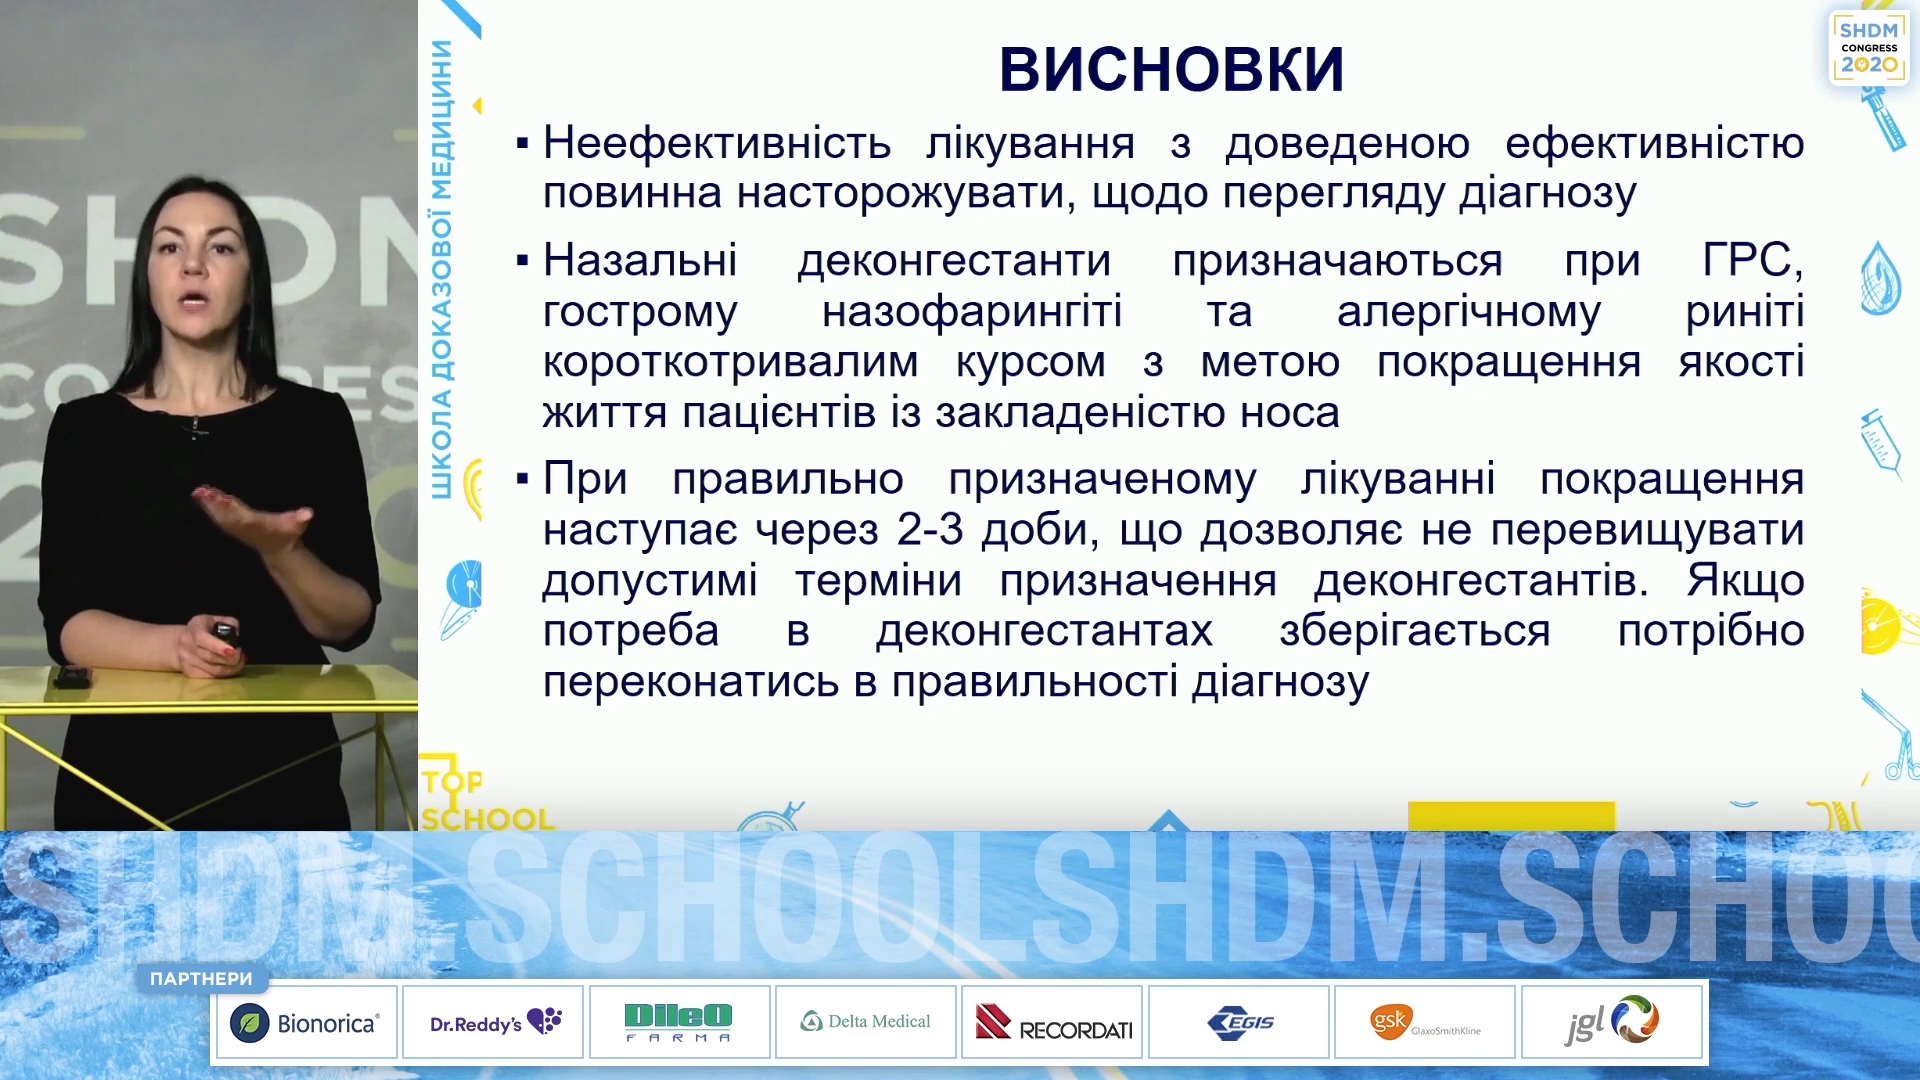 SHDM
CONGRESS
2020
ШКОЛА ДОКАЗОВОЇ МЕДИЦИНИ
ВИСНОВКИ
▪ Неефективність лікування з доведеною ефективністю
повинна насторожувати, щодо перегляду діагнозу
▪ Назальні деконгестанти призначаються при ГРС,
гострому назофарингіті та алергічному риніті
короткотривалим курсом з метою покращення якості
життя пацієнтів із закладеністю носа
▪ При правильно призначеному лікуванні покращення
наступає через 2-3 доби, що дозволяє не перевищувати
допустимі терміни призначення деконгестантів. Якщо
потреба в деконгестантах зберігається потрібно
переконатись в правильності діагнозу
TOP
SCHOOL
SHDM.SCHOOLSHDM.SCHOO
ПАРТНЕРИ
Bionorica®
Dr.Reddy's
DileO
FARMA
Delta Medical
RECORDATI
EGIS
gsk
GlaxoSmithKline
jgl